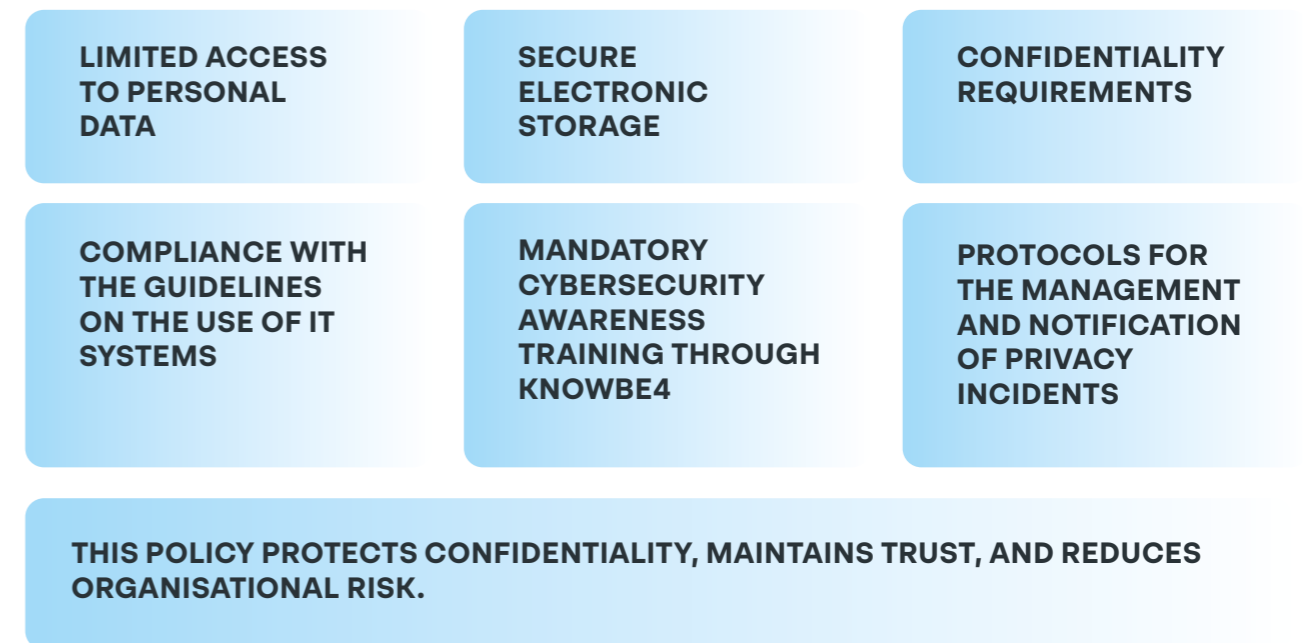 LIMITED ACCESS
TO PERSONAL
DATA
SECURE
ELECTRONIC
STORAGE
CONFIDENTIALITY
REQUIREMENTS
COMPLIANCE WITH
THE GUIDELINES
ON THE USE OF IT
SYSTEMS
MANDATORY
CYBERSECURITY
AWARENESS
TRAINING THROUGH
KNOWBE4
PROTOCOLS FOR
THE MANAGEMENT
AND NOTIFICATION
OF PRIVACY
INCIDENTS
THIS POLICY PROTECTS CONFIDENTIALITY, MAINTAINS TRUST, AND REDUCES
ORGANISATIONAL RISK.